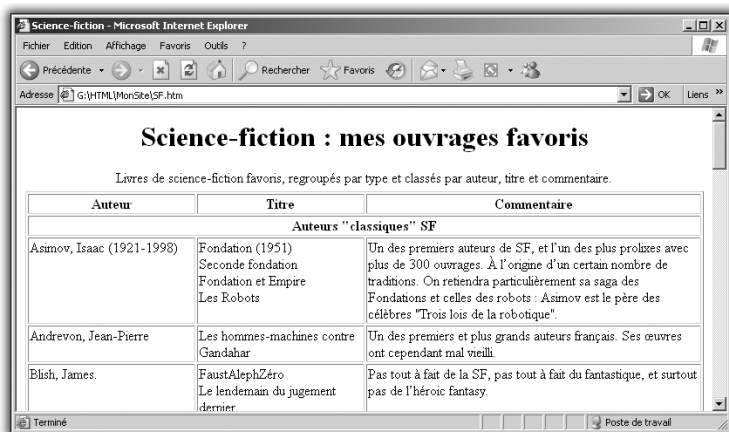 Science-fiction - Microsoft Internet Explorer
Fichier Edition Affichage Favoris Outils ?
Précédente Rechercher Favoris
Adresse G:\HTML\MonSite\SF.htm OK Liens »
Science-fiction : mes ouvrages favoris
Livres de science-fiction favoris, regroupés par type et classés par auteur, titre et commentaire.
Auteur Titre Commentaire
Auteurs "classiques" SF
Asimov, Isaac (1921-1998)
Fondation (1951)
Seconde fondation
Fondation et Empire
Les Robots
Un des premiers auteurs de SF, et l'un des plus prolixes avec
plus de 300 ouvrages. À l'origine d'un certain nombre de
traditions. On retiendra particulièrement sa saga des
Fondations et celles des robots : Asimov est le père des
célèbres "Trois lois de la robotique".
Andrevon, Jean-Pierre
Les hommes-machines contre
Gandahar
Un des premiers et plus grands auteurs français. Ses œuvres
ont cependant mal vieilli.
Blish, James.
FaustAlephZéro
Le lendemain du jugement
dernier
Pas tout à fait de la SF, pas tout à fait du fantastique, et surtout
pas de l'héroic fantasy.
Terminé Poste de travail